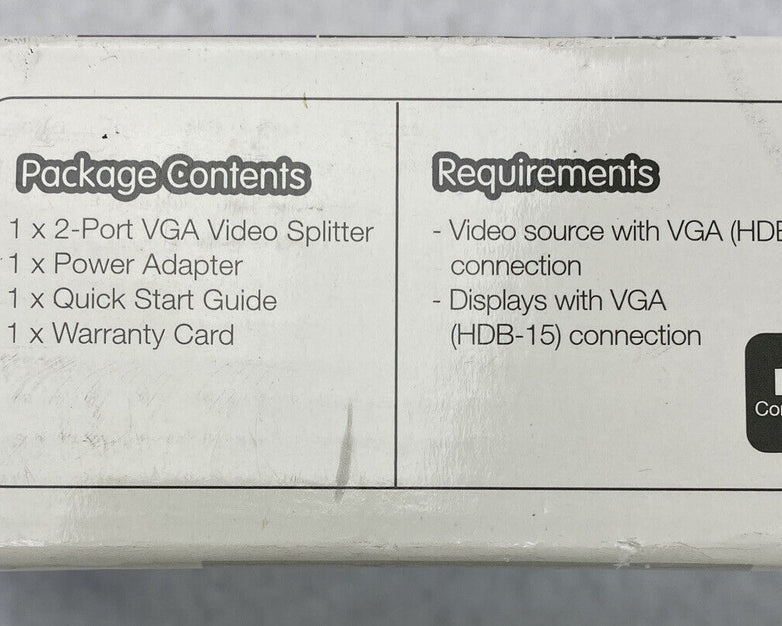 Package Contents
1 x 2-Port VGA Video Splitter
1 x Power Adapter
1 x Quick Start Guide
1 x Warranty Card
Requirements
- Video source with VGA
connection
- Displays with VGA
(HDB-15) connection